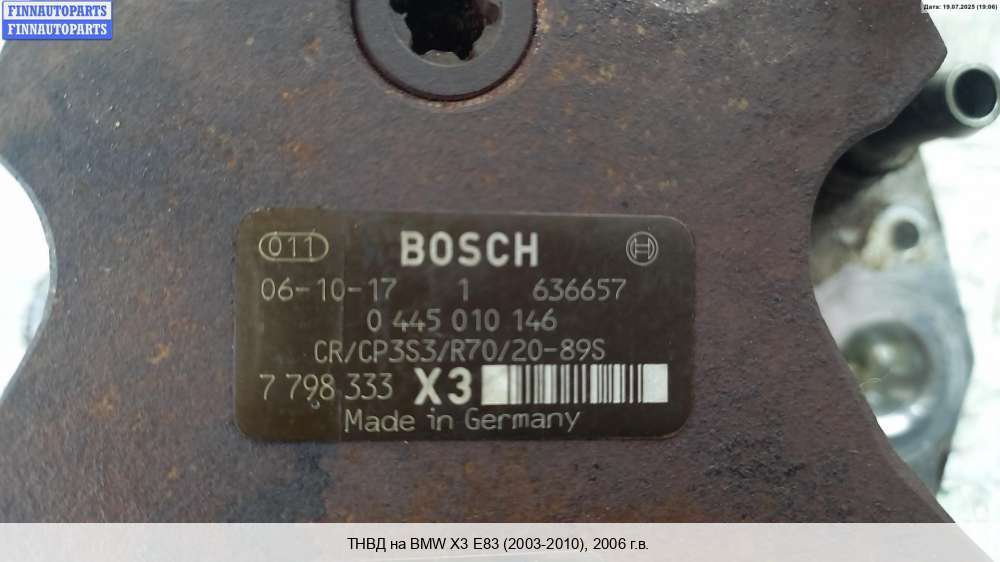 FINNAUTOPARTS
FINNAUTOPARTS
Дата: 19.07.2025 (19:06)
011 BOSCH
06-10-17 1 636657
0 445 010 146
CR/CP3S3/R70/20-89S
7 798 333 X3
Made in Germany
ТНВД на BMW X3 E83 (2003-2010), 2006 г.в.